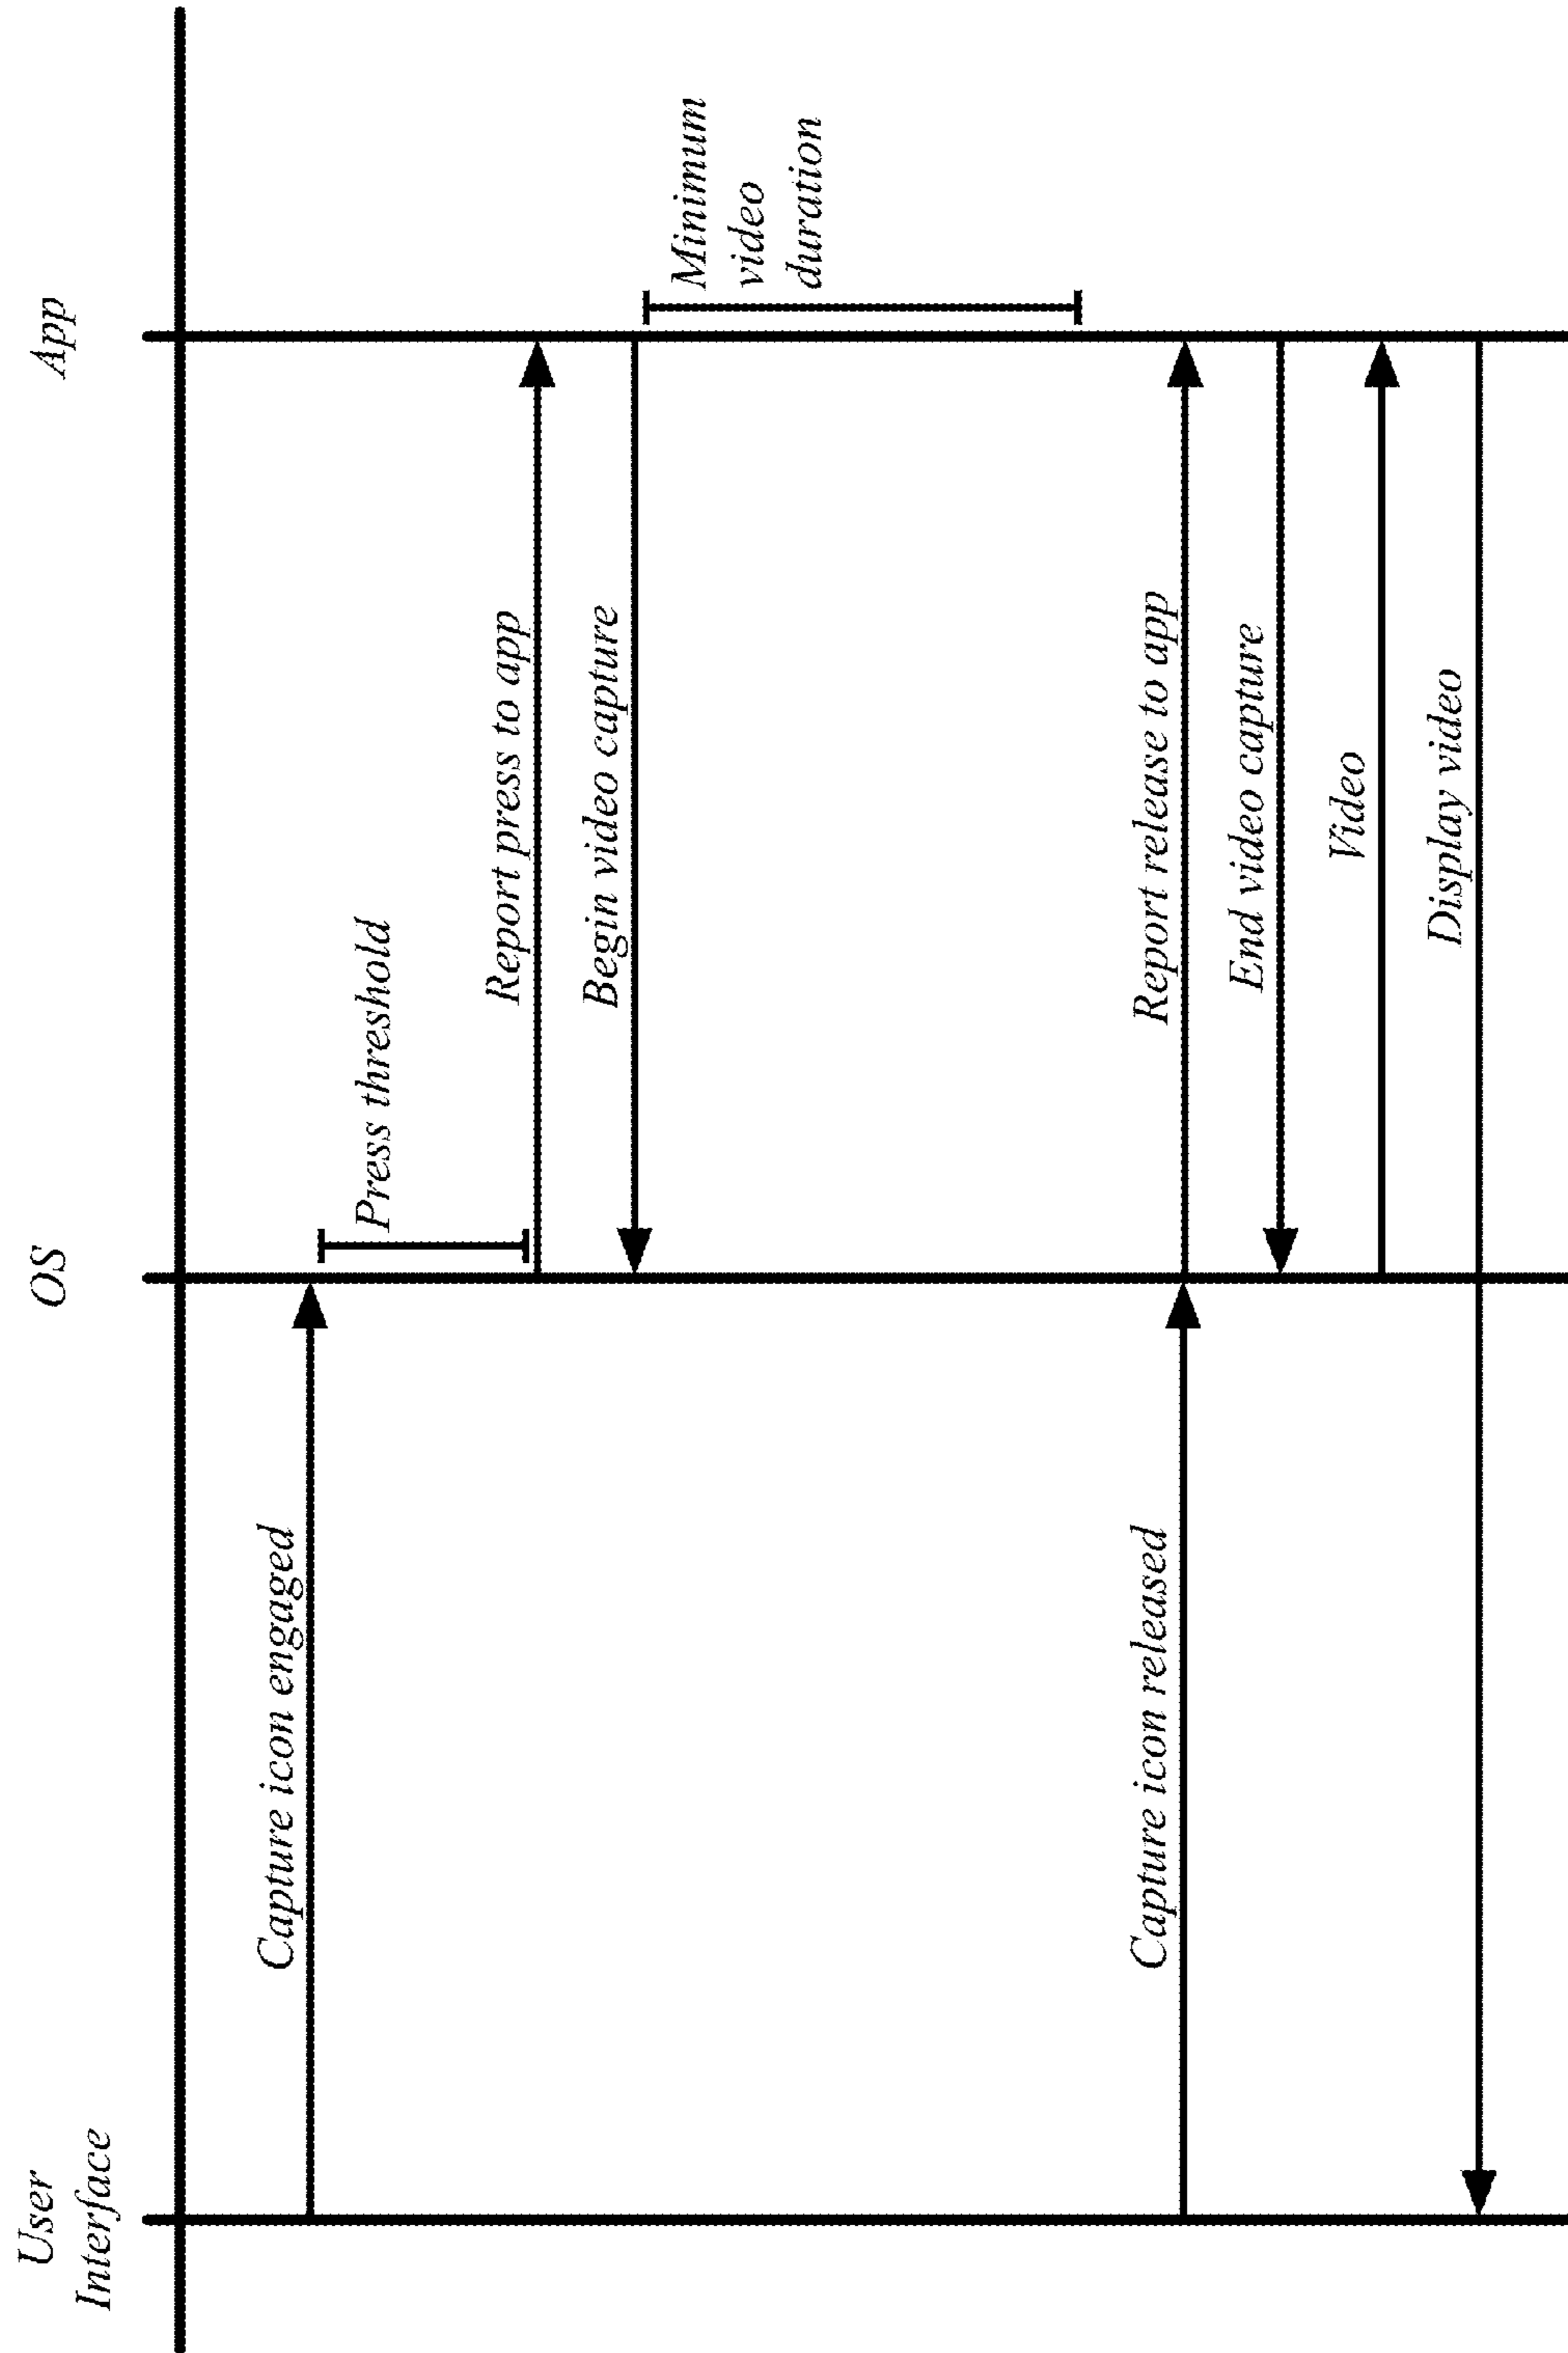 User
Interface
OS
App
Capture icon engaged
Press threshold
Report press to app
Begin video capture
Minimum
video
duration
Capture icon released
Report release to app
End video capture
Video
Display video